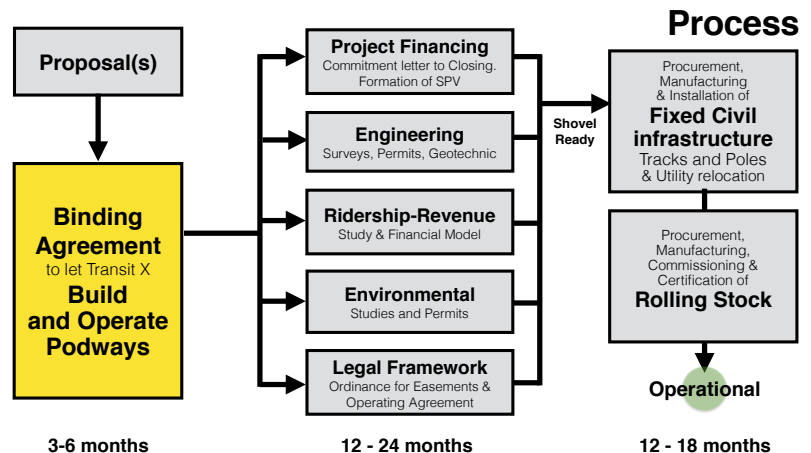 Process
Proposal(s)
Binding
Agreement
to let Transit X
Build
and Operate
Podways
3-6 months
Project Financing
Commitment letter to Closing.
Formation of SPV
Engineering
Surveys, Permits, Geotechnic
Ridership-Revenue
Study & Financial Model
Environmental
Studies and Permits
Legal Framework
Ordinance for Easements &
Operating Agreement
12 - 24 months
Shovel
Ready
Procurement,
Manufacturing
& Installation of
Fixed Civil
infrastructure
Tracks and Poles
& Utility relocation
Procurement,
Manufacturing,
Commissioning &
Certification of
Rolling Stock
Operational
12 - 18 months